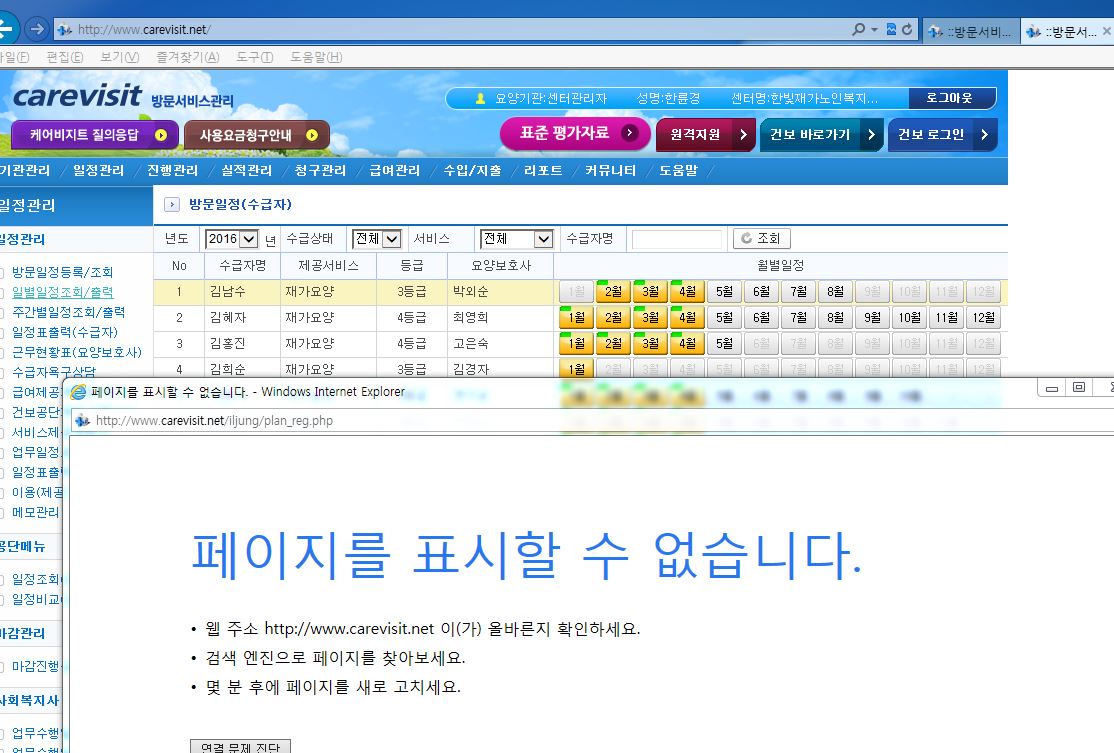 http://www.carevisit.net/
::방문서비... ::방문서...
편집(E) 보기(V) 즐겨찾기(A) 도구(T) 도움말(H)
carevisit 방문서비스관리
요양기관:센터관리자 성명:한륜경 센터명:한빛재가노인복지... 로그아웃
케어비지트 질의응답 사용요금청구안내 표준 평가자료 원격지원 건보 바로가기 건보 로그인
기관관리 일정관리 진행관리 실적관리 청구관리 급여관리 수입/지출 리포트 커뮤니티 도움말
일정관리 방문일정(수급자)
일정관리 년도 2016 년 수급상태 전체 서비스 전체 수급자명 조회
No 수급자명 제공서비스 등급 요양보호사 월별일정
방문일정등록/조회
월별일정조회/출력 1 김남수 재가요양 3등급 박외순 1월 2월 3월 4월 5월 6월 7월 8월 9월 10월 11월 12월
주간별일정조회/출력 2 김혜자 재가요양 4등급 최영희 1월 2월 3월 4월 5월 6월 7월 8월 9월 10월 11월 12월
일정표출력(수급자)
근무현황표(요양보호사) 3 김홍진 재가요양 4등급 고은숙 1월 2월 3월 4월 5월 6월 7월 8월 9월 10월 11월 12월
수급자욕구상담 4 김희순 재가요양 3등급 김경자 1월 2월 3월 4월 5월 6월 7월 8월 9월 10월 11월 12월
급여제공 페이지를 표시할 수 없습니다. - Windows Internet Explorer
건보공단
http://www.carevisit.net/iljung/plan_reg.php
서비스제
업무일정
일정표출
이용(제공
메모관리
공단메뉴
페이지를 표시할 수 없습니다.
일정조회
일정비교
마감관리
• 웹 주소 http://www.carevisit.net 이(가) 올바른지 확인하세요.
마감진행
• 검색 엔진으로 페이지를 찾아보세요.
• 몇 분 후에 페이지를 새로 고치세요.
사회복지사
업무수행
연결 문제 진단